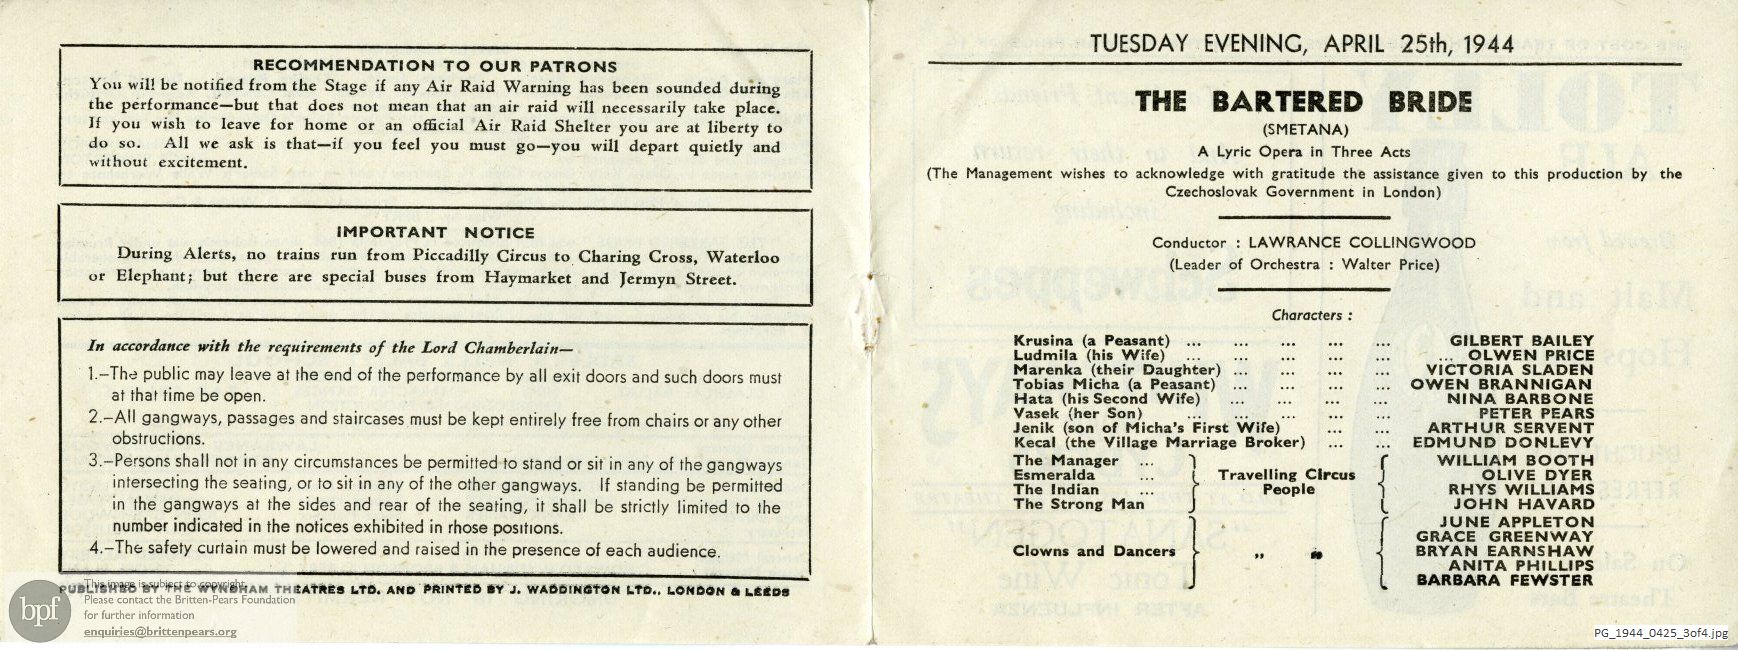 RECOMMENDATION TO OUR PATRONS
You will be notified from the Stage if any Air Raid Warning has been sounded during
the performance—but that does not mean that an air raid will necessarily take place.
If you wish to leave for home or an official Air Raid Shelter you are at liberty to
do so. All we ask is that—if you feel you must go—you will depart quietly and
without excitement.
IMPORTANT NOTICE
During Alerts, no trains run from Piccadilly Circus to Charing Cross, Waterloo
or Elephant; but there are special buses from Haymarket and Jermyn Street.
In accordance with the requirements of the Lord Chamberlain—
1.—The public may leave at the end of the performance by all exit doors and such doors must
at that time be open.
2.—All gangways, passages and staircases must be kept entirely free from chairs or any other
obstructions.
3.—Persons shall not in any circumstances be permitted to stand or sit in any of the gangways
intersecting the seating, or to sit in any of the other gangways. If standing be permitted
in the gangways at the sides and rear of the seating, it shall be strictly limited to the
number indicated in the notices exhibited in rhose positions.
4.—The safety curtain must be lowered and raised in the presence of each audience.
PUBLISHED BY THE WYNDHAM THEATRES LTD. AND PRINTED BY J. WADDINGTON LTD., LONDON & LEEDS
bpf
This image is subject to copyright
Please contact the Britten-Pears Foundation
for further information
enquiries@brittenpears.org
TUESDAY EVENING, APRIL 25th, 1944
THE BARTERED BRIDE
(SMETANA)
A Lyric Opera in Three Acts
(The Management wishes to acknowledge with gratitude the assistance given to this production by the
Czechoslovak Government in London)
Conductor : LAWRANCE COLLINGWOOD
(Leader of Orchestra : Walter Price)
Characters :
Krusina (a Peasant) ... ... ... ... ... GILBERT BAILEY
Ludmila (his Wife) ... ... ... ... ... ... OLWEN PRICE
Marenka (their Daughter) ... ... ... ... VICTORIA SLADEN
Tobias Micha (a Peasant) ... ... ... ... OWEN BRANNIGAN
Hata (his Second Wife) ... ... ... ... NINA BARBONE
Vasek (her Son) ... ... ... ... ... PETER PEARS
Jenik (son of Micha's First Wife) ... ... ARTHUR SERVENT
Kecal (the Village Marriage Broker) ... ... EDMUND DONLEVY
The Manager ... WILLIAM BOOTH
Esmeralda ... Travelling Circus OLIVE DYER
The Indian ... People RHYS WILLIAMS
The Strong Man JOHN HAVARD
JUNE APPLETON
GRACE GREENWAY
Clowns and Dancers „ „ BRYAN EARNSHAW
ANITA PHILLIPS
BARBARA FEWSTER
PG_1944_0425_3of4.jpg